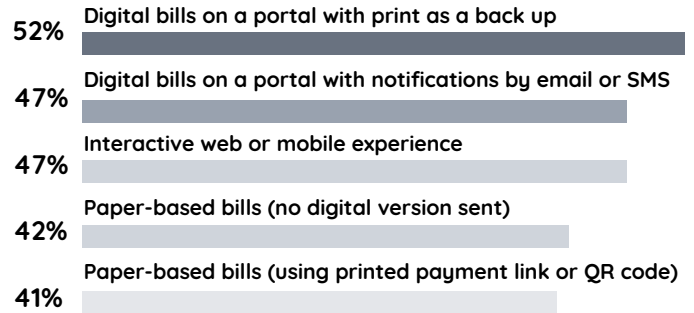 Digital bills on a portal with print as a back up
52%
Digital bills on a portal with notifications by email or SMS
47%
Interactive web or mobile experience
47%
Paper-based bills (no digital version sent)
42%
Paper-based bills (using printed payment link or QR code)
41%